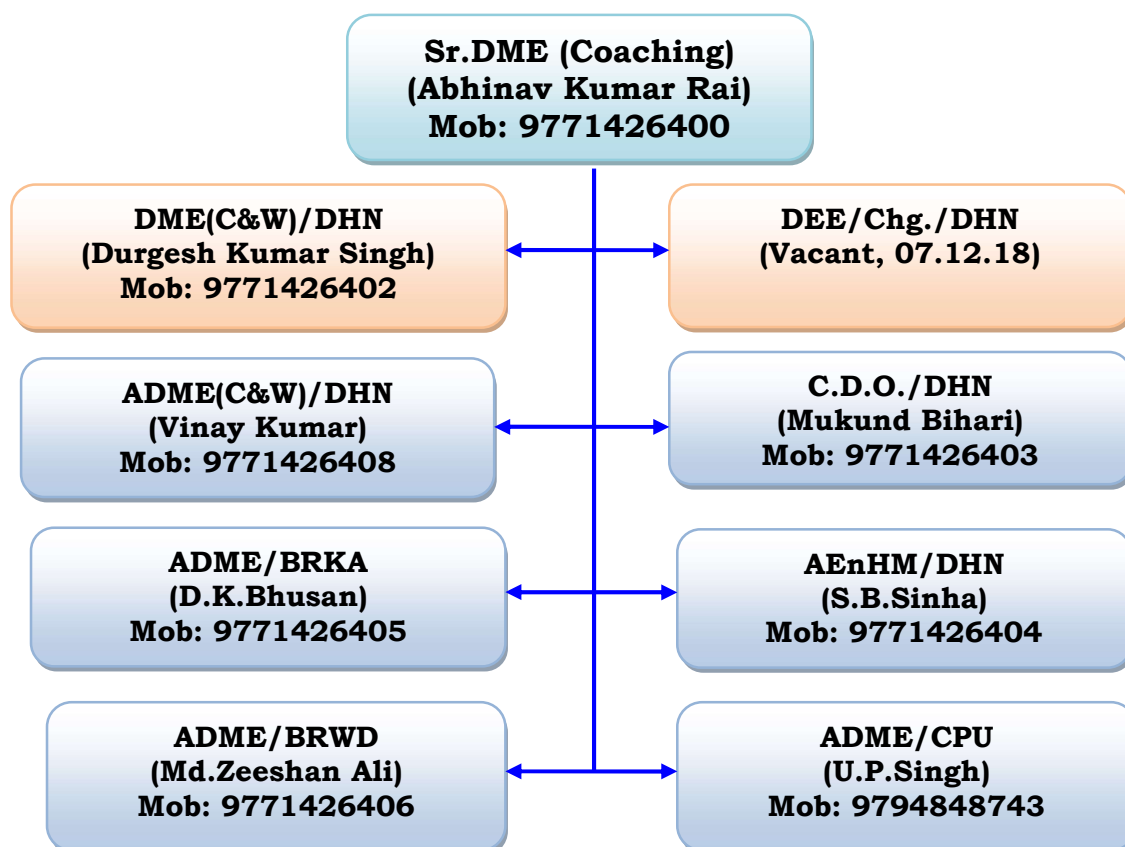 Sr.DME (Coaching)
(Abhinav Kumar Rai)
Mob: 9771426400
DME(C&W)/DHN
(Durgesh Kumar Singh)
Mob: 9771426402
DEE/Chg./DHN
(Vacant, 07.12.18)
ADME(C&W)/DHN
(Vinay Kumar)
Mob: 9771426408
C.D.O./DHN
(Mukund Bihari)
Mob: 9771426403
ADME/BRKA
(D.K.Bhusan)
Mob: 9771426405
AEnHM/DHN
(S.B.Sinha)
Mob: 9771426404
ADME/BRWD
(Md.Zeeshan Ali)
Mob: 9771426406
ADME/CPU
(U.P.Singh)
Mob: 9794848743